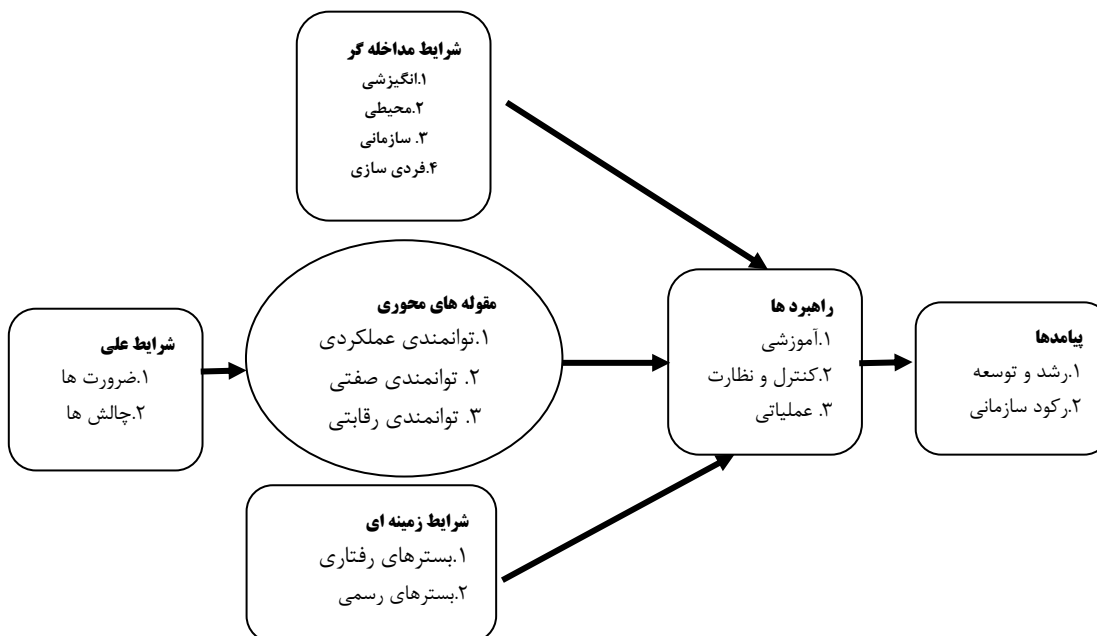 شرایط مداخله گر
۱.انگیزشی
۲.محیطی
۳. سازمانی
۴.فردی سازی
شرایط علی
۱.ضرورت ها
۲.چالش ها
مقوله های محوری
۱.توانمندی عملکردی
۲. توانمندی صفتی
۳. توانمندی رقابتی
راهبرد ها
۱.آموزشی
۲.کنترل و نظارت
۳. عملیاتی
پیامدها
۱.رشد و توسعه
۲.رکود سازمانی
شرایط زمینه ای
۱.بسترهای رفتاری
۲.بسترهای رسمی